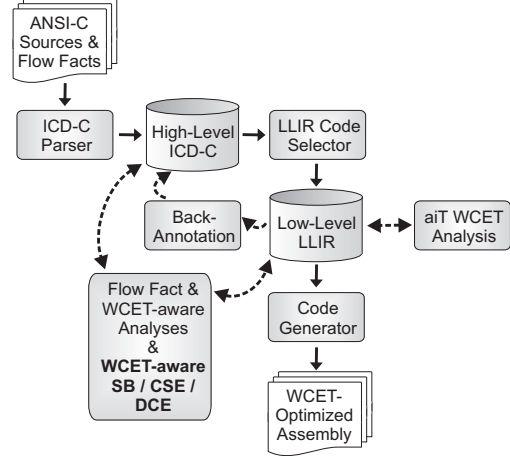 ANSI-C
Sources &
Flow Facts
ICD-C
Parser
High-Level
ICD-C
LLIR Code
Selector
Back-
Annotation
Low-Level
LLIR
aiT WCET
Analysis
Flow Fact &
WCET-aware
Analyses
&
WCET-aware
SB / CSE /
DCE
Code
Generator
WCET-
Optimized
Assembly